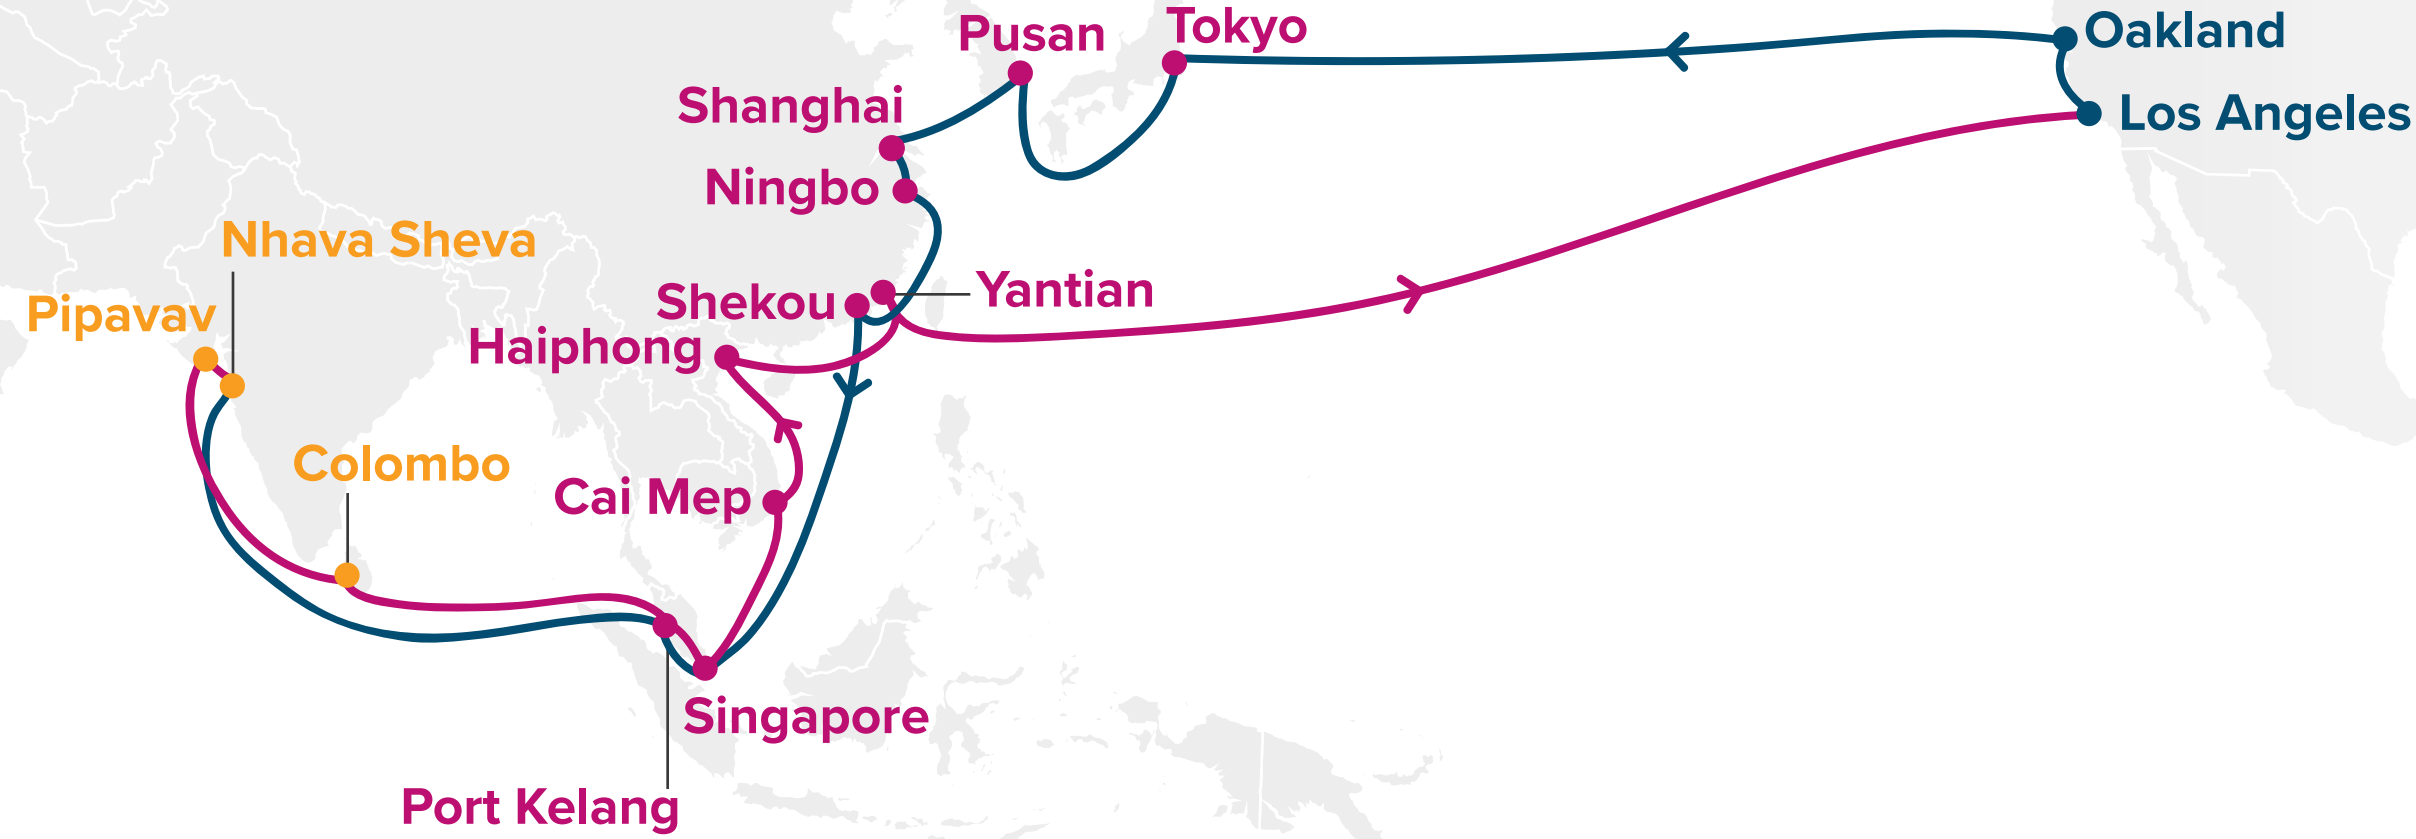 Tokyo
Pusan
Oakland
Shanghai
Los Angeles
Ningbo
Nhava Sheva
Yantian
Shekou
Pipavav
Haiphong
Colombo
Cai Mep
Singapore
Port Kelang